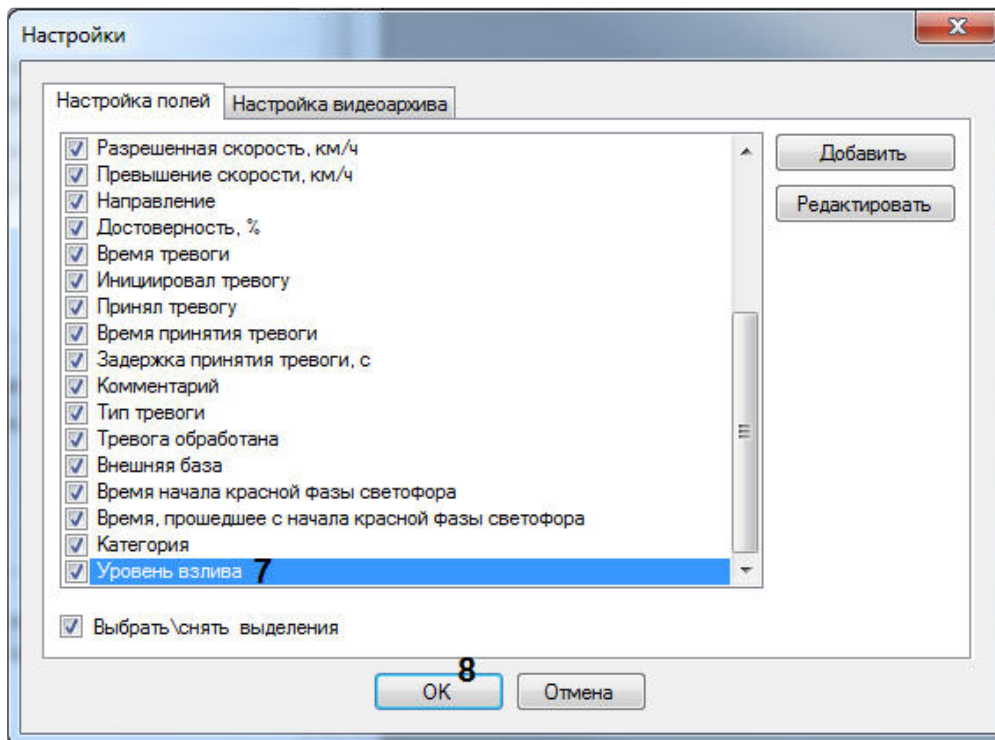 Настройки
Настройка полей Настройка видеоархива
Разрешенная скорость, км/ч
Превышение скорости, км/ч
Направление
Достоверность, %
Время тревоги
Инициировал тревогу
Принял тревогу
Время принятия тревоги
Задержка принятия тревоги, с
Комментарий
Тип тревоги
Тревога обработана
Внешняя база
Время начала красной фазы светофора
Время, прошедшее с начала красной фазы светофора
Категория
Уровень взлива 7
Добавить
Редактировать
Выбрать\снять выделения
8
OK Отмена